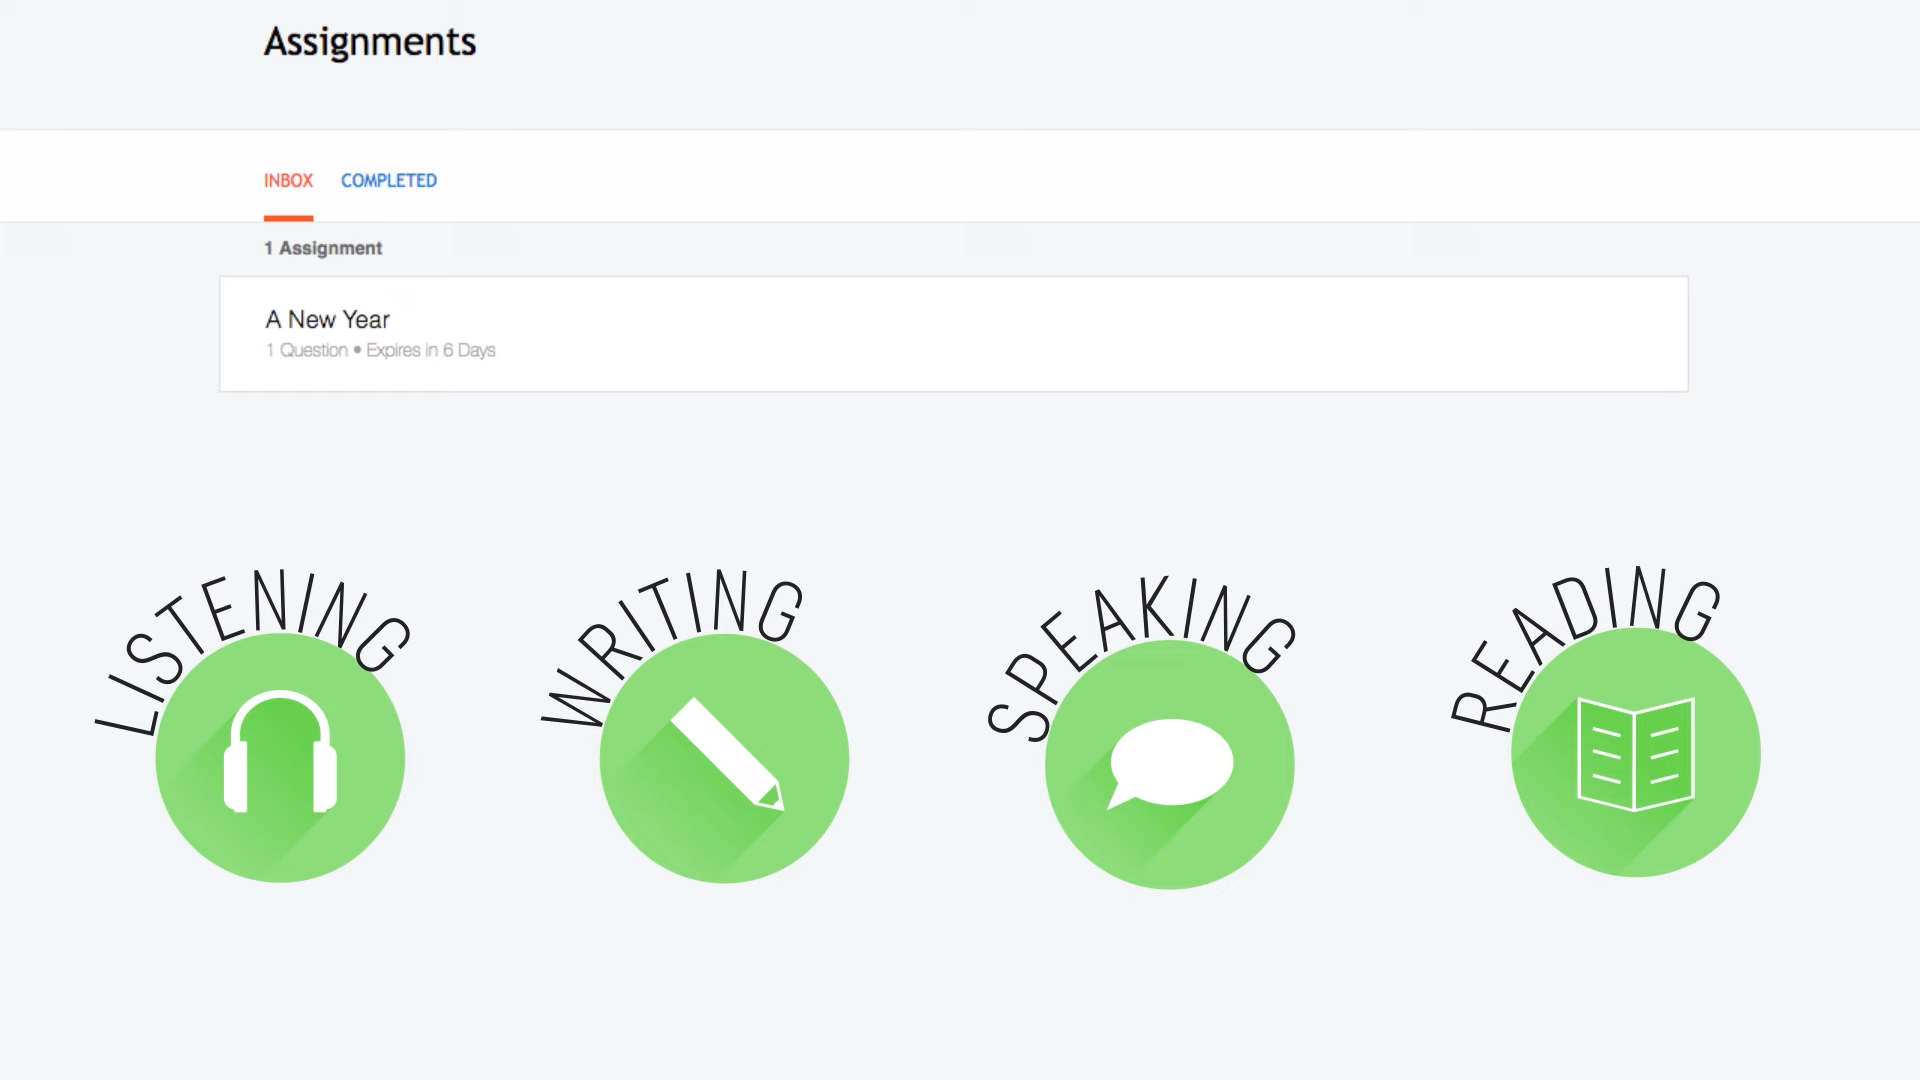 Assignments
INBOX COMPLETED
1 Assignment
A New Year
1 Question • Expires in 6 Days
LISTENING WRITING SPEAKING READING